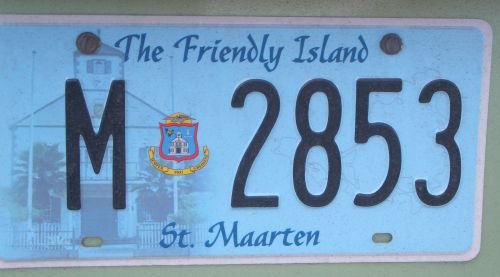 The Friendly Island
M 2853
St. Maarten